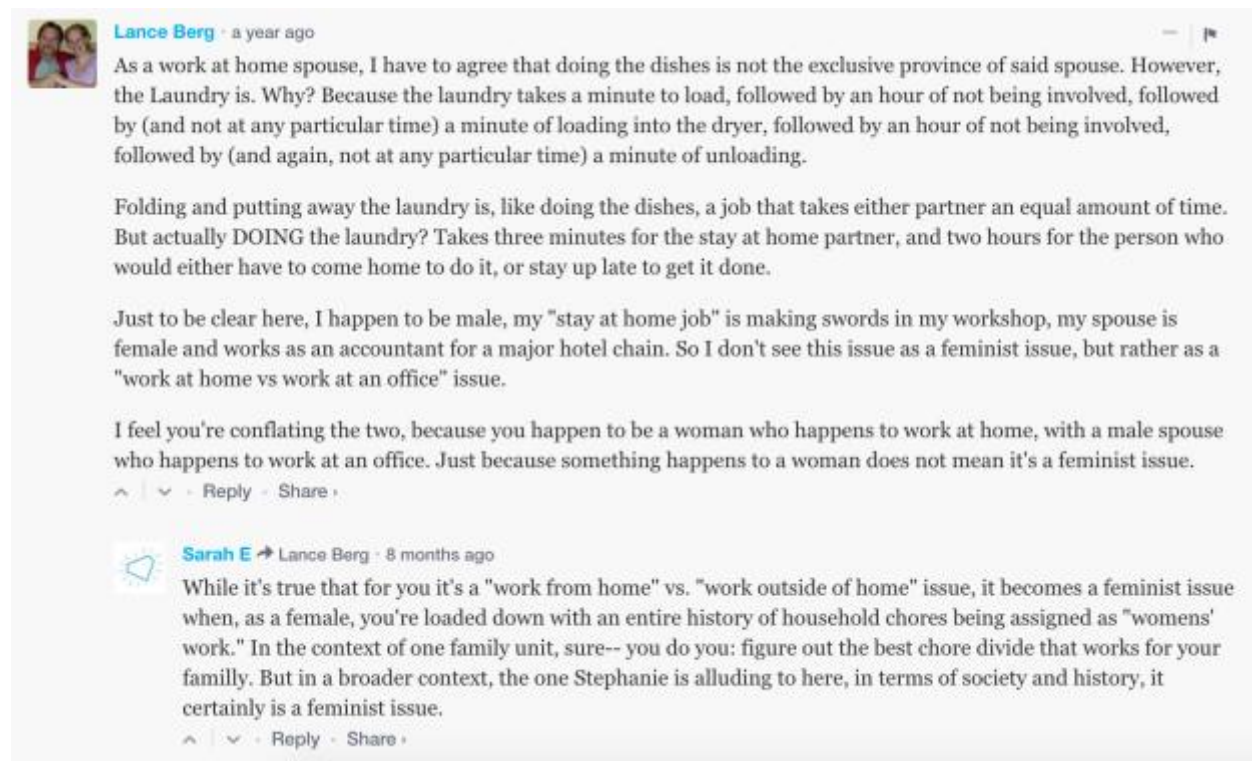 Lance Berg · a year ago
As a work at home spouse, I have to agree that doing the dishes is not the exclusive province of said spouse. However,
the Laundry is. Why? Because the laundry takes a minute to load, followed by an hour of not being involved, followed
by (and not at any particular time) a minute of loading into the dryer, followed by an hour of not being involved,
followed by (and again, not at any particular time) a minute of unloading.
Folding and putting away the laundry is, like doing the dishes, a job that takes either partner an equal amount of time.
But actually DOING the laundry? Takes three minutes for the stay at home partner, and two hours for the person who
would either have to come home to do it, or stay up late to get it done.
Just to be clear here, I happen to be male, my "stay at home job" is making swords in my workshop, my spouse is
female and works as an accountant for a major hotel chain. So I don't see this issue as a feminist issue, but rather as a
"work at home vs work at an office" issue.
I feel you're conflating the two, because you happen to be a woman who happens to work at home, with a male spouse
who happens to work at an office. Just because something happens to a woman does not mean it's a feminist issue.
Reply · Share ›
Sarah E → Lance Berg · 8 months ago
While it's true that for you it's a "work from home" vs. "work outside of home" issue, it becomes a feminist issue
when, as a female, you're loaded down with an entire history of household chores being assigned as "womens'
work." In the context of one family unit, sure-- you do you: figure out the best chore divide that works for your
familly. But in a broader context, the one Stephanie is alluding to here, in terms of society and history, it
certainly is a feminist issue.
Reply · Share ›